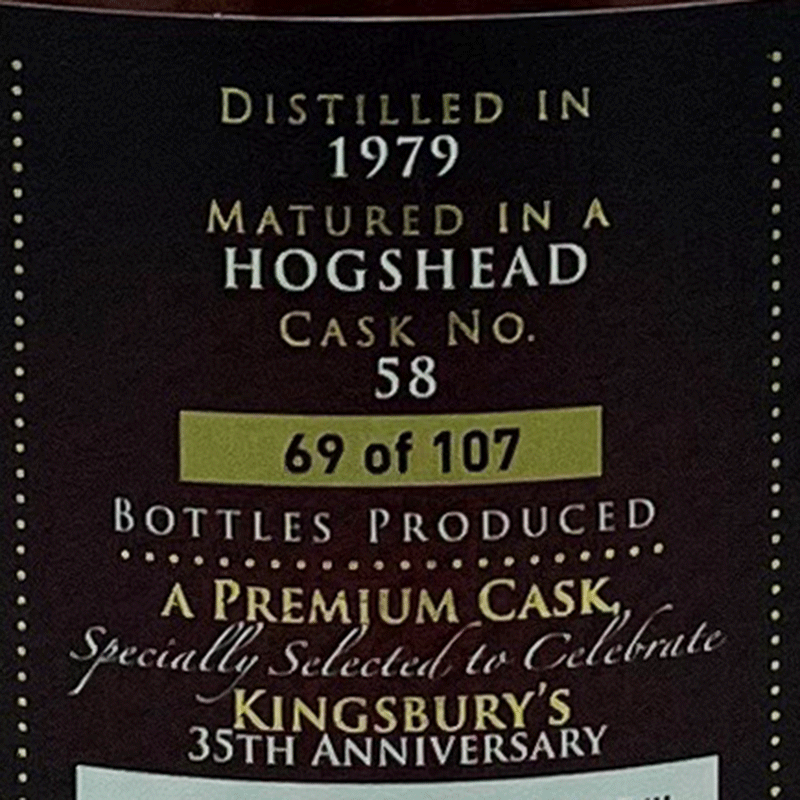 DISTILLED IN
1979
MATURED IN A
HOGSHEAD
CASK NO.
58
69 of 107
BOTTLES PRODUCED
A PREMIUM CASK,
Specially Selected to Celebrate
KINGSBURY'S
35TH ANNIVERSARY